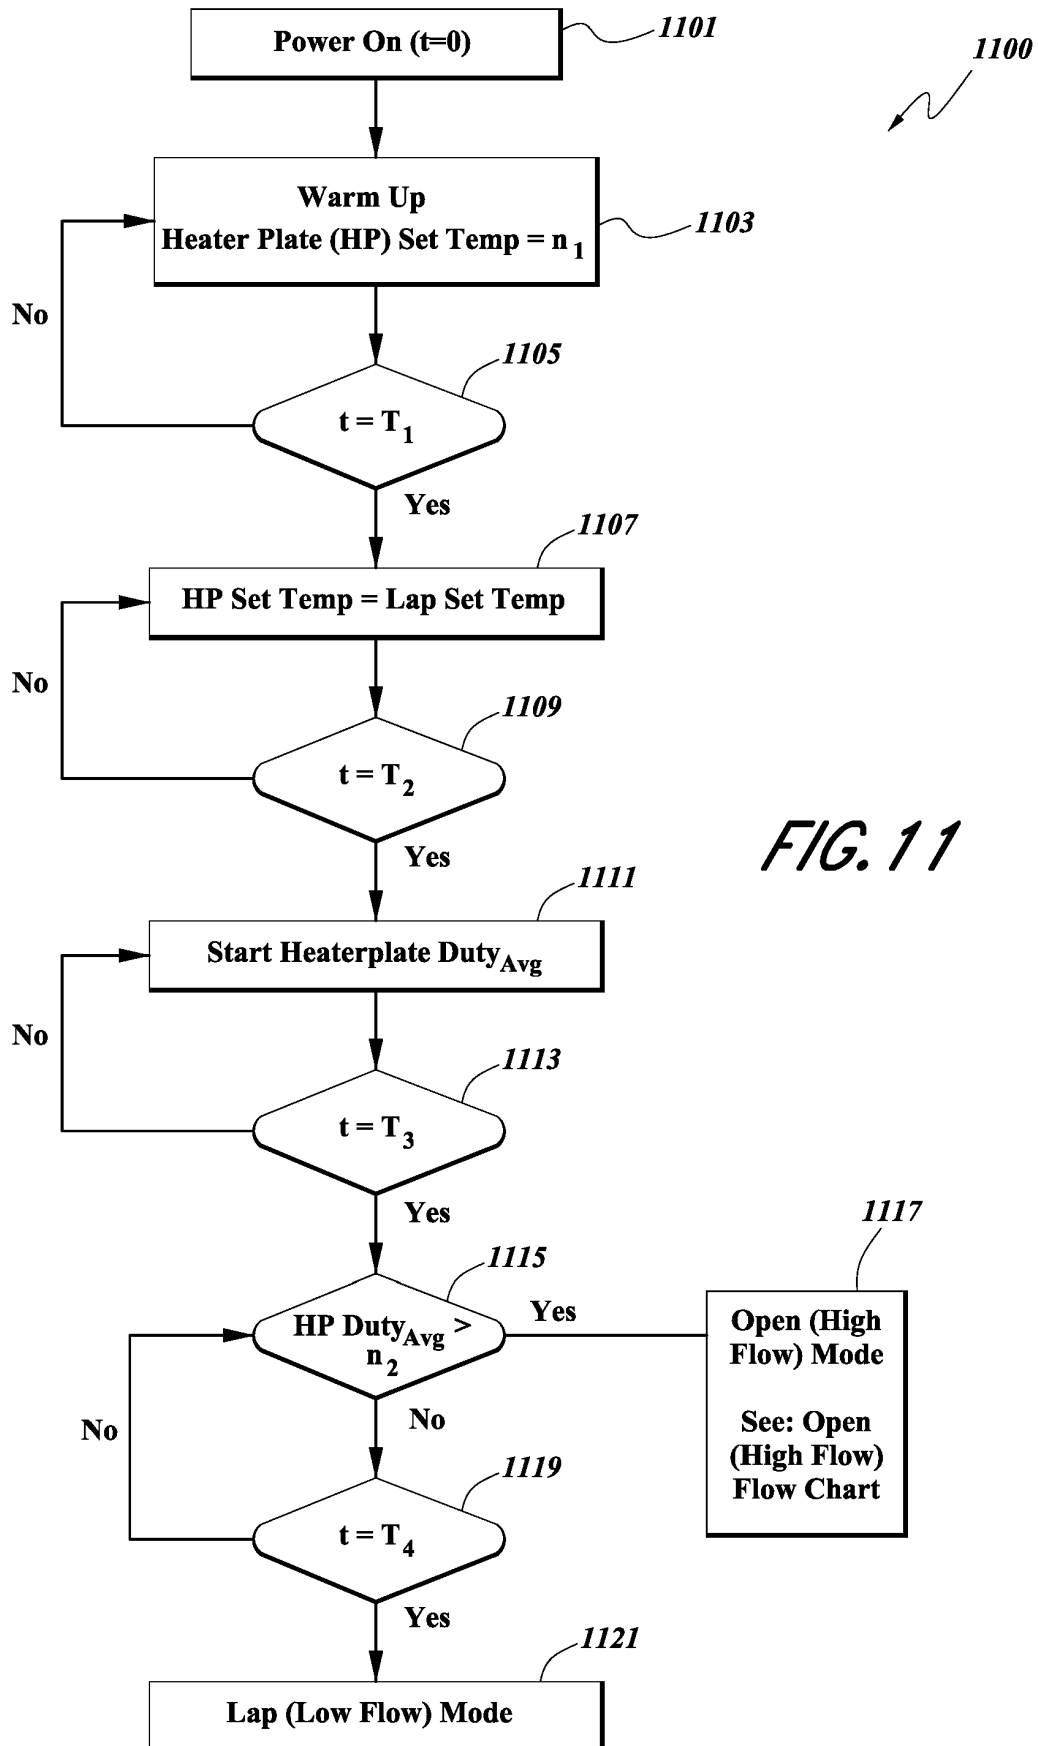 Power On (t=0)
1101
1100
Warm Up
Heater Plate (HP) Set Temp = n1
1103
No
1105
t = T1
Yes
1107
HP Set Temp = Lap Set Temp
No
1109
t = T2
Yes
FIG. 11
1111
Start Heaterplate DutyAvg
No
1113
t = T3
Yes
1115
HP DutyAvg >
n2
Yes
1117
Open (High
Flow) Mode
See: Open
(High Flow)
Flow Chart
No
No
1119
t = T4
Yes
1121
Lap (Low Flow) Mode